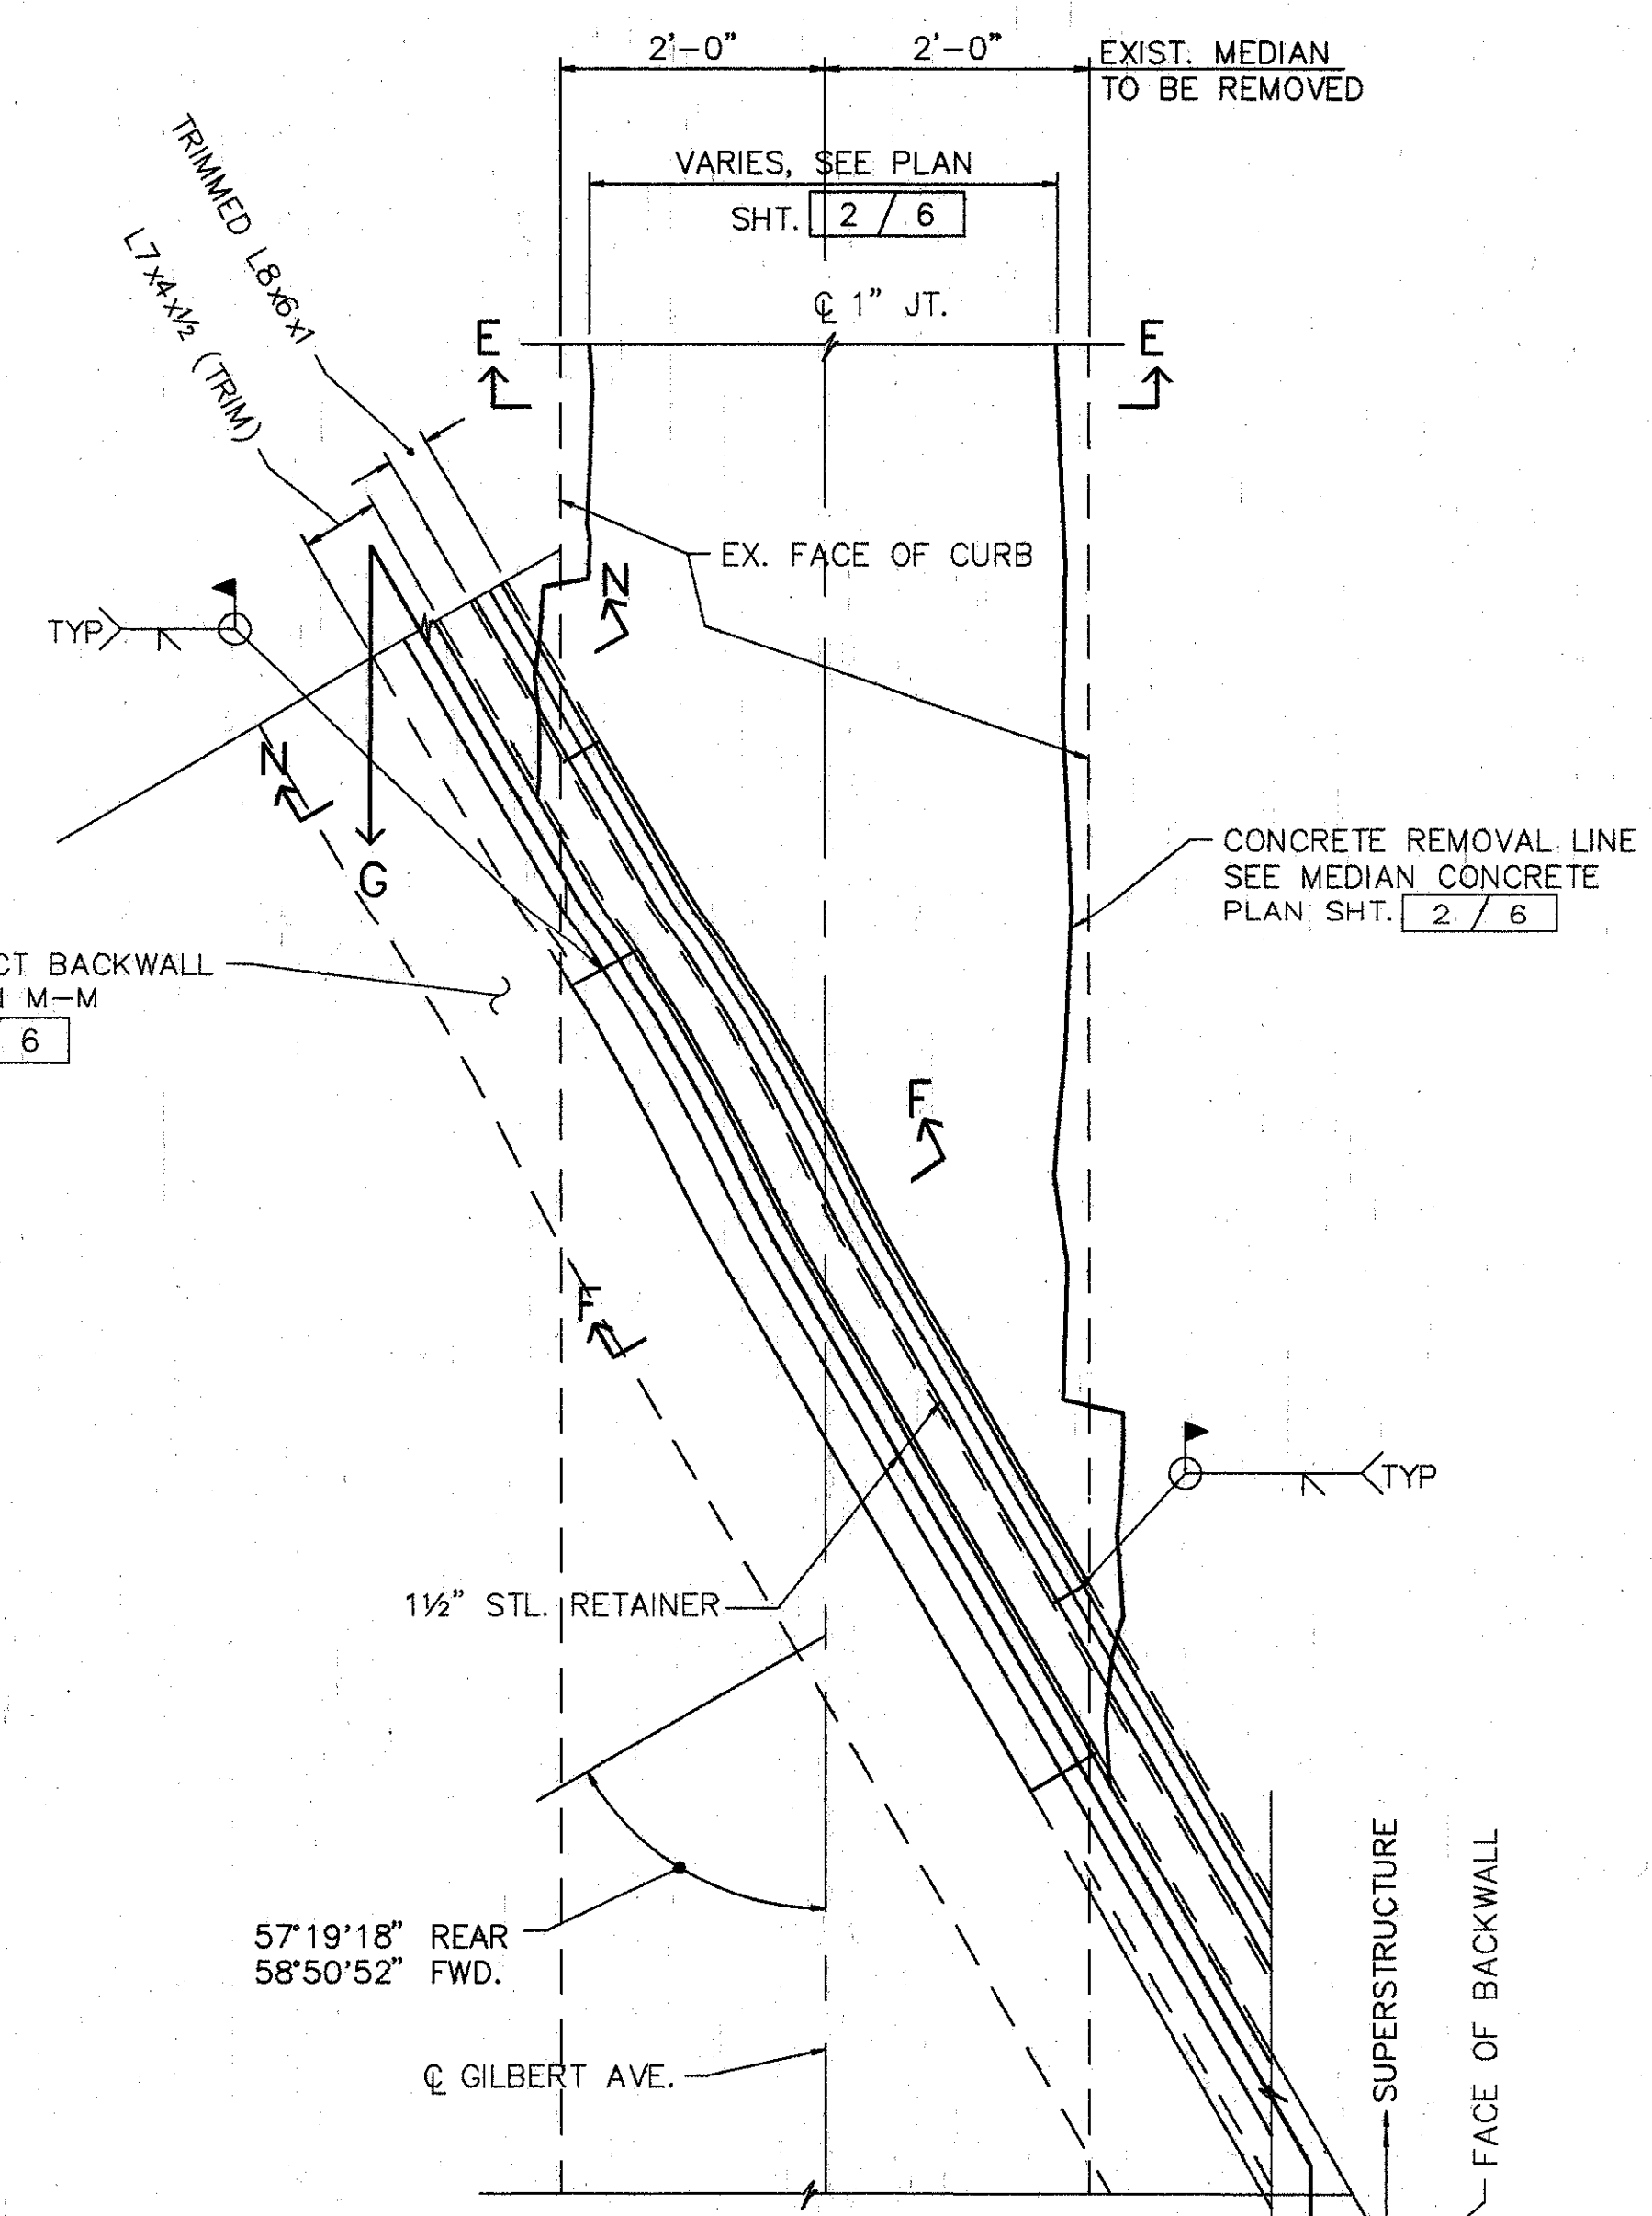 2'-0" 2'-0" EXIST. MEDIAN
TO BE REMOVED
VARIES, SEE PLAN
SHT. 2 / 6
℄ 1" JT.
TRIMMED L8x6x1
L7x4x½ (TRIM)
E E
EX. FACE OF CURB
N
TYP
N
G
CONCRETE REMOVAL LINE
SEE MEDIAN CONCRETE
PLAN SHT. 2 / 6
CT BACKWALL
M-M
6
F
F
TYP
1½" STL. RETAINER
57°19'18" REAR
58°50'52" FWD.
℄ GILBERT AVE.
SUPERSTRUCTURE
FACE OF BACKWALL